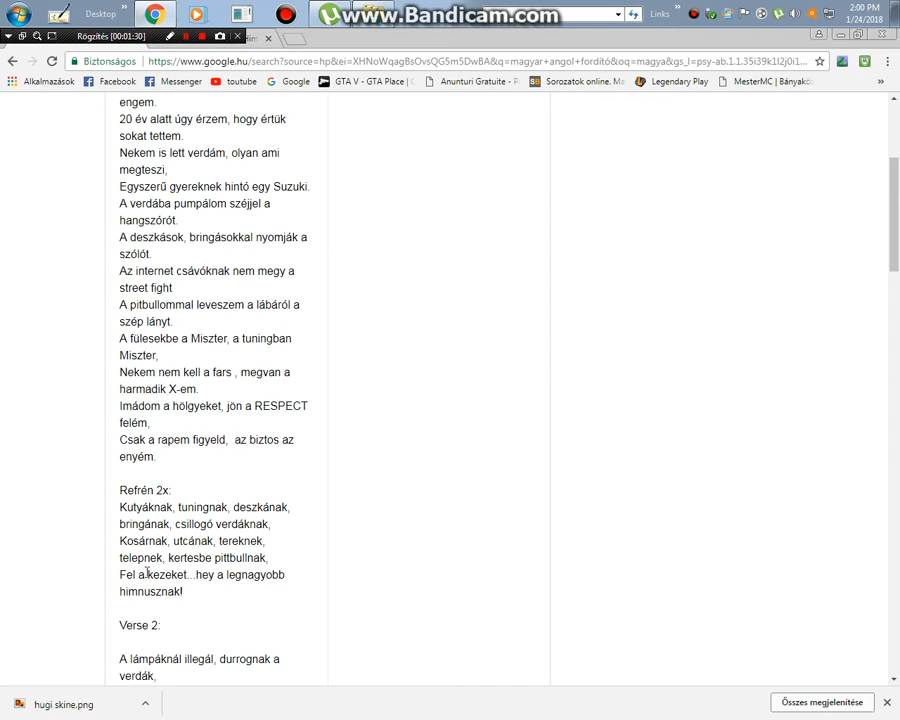 www.Bandicam.com
Desktop
Links
»
2:00 PM
1/24/2018
Rögzítés [00:01:30]
Biztonságos
https://www.google.hu/search?source=hp&ei=XHNoWqagBsOvsQG5m5DwBA&q=magyar+angol+fordító&oq=magya&gs_l=psy-ab.1.1.35i39k1l2j0i1...
Alkalmazások
Facebook
Messenger
toutube
Google
GTA V - GTA Place |
Anunturi Gratuite - P
Sorozatok online. Ma
Legendary Play
MesterMC | Bányakö
»
engem.
20 év alatt úgy érzem, hogy értük
sokat tettem.
Nekem is lett verdám, olyan ami
megteszi,
Egyszerű gyereknek hintó egy Suzuki.
A verdába pumpálom széjjel a
hangszórót.
A deszkások, bringásokkal nyomják a
szólót.
Az internet csávóknak nem megy a
street fight
A pitbullommal leveszem a lábáról a
szép lányt.
A fülesekbe a Miszter, a tuningban
Miszter,
Nekem nem kell a fars , megvan a
harmadik X-em.
Imádom a hölgyeket, jön a RESPECT
felém,
Csak a rapem figyeld,  az biztos az
enyém.
Refrén 2x:
Kutyáknak, tuningnak, deszkának,
bringának, csillogó verdáknak,
Kosárnak, utcának, tereknek,
telepnek, kertesbe pittbullnak,
Fel a kezeket...hey a legnagyobb
himnusznak!
Verse 2:
A lámpáknál illegál, durrognak a
verdák,
hugi skine.png
Összes megjelenítése